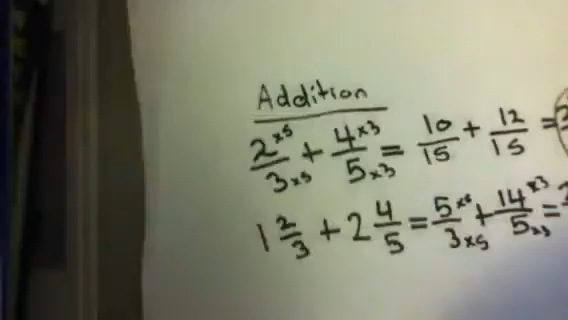 Addition
2×5/3×5 + 4×3/5×3 = 10/15 + 12/15 =
1 2/3 + 2 4/5 = 5×5/3×5 + 14×3/5×3 =